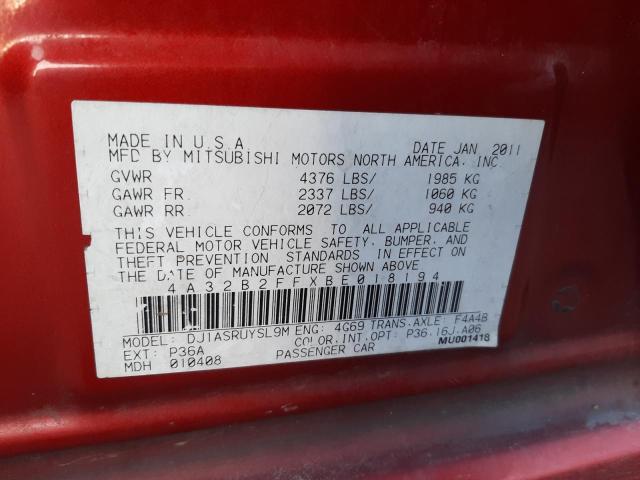 MADE IN U.S.A. DATE JAN 2011
MFD BY MITSUBISHI MOTORS NORTH AMERICA, INC
GVWR 4376 LBS/ 1985 KG
GAWR FR. 2337 LBS/ 1060 KG
GAWR RR. 2072 LBS/ 940 KG
THIS VEHICLE CONFORMS TO ALL APPLICABLE
FEDERAL MOTOR VEHICLE SAFETY, BUMPER, AND
THEFT PREVENTION STANDARDS IN EFFECT ON
THE DATE OF MANUFACTURE SHOWN ABOVE
4A32B2FFXBE018194
MODEL: DJ1ASRUYSL9M ENG: 4G69 TRANS.AXLE: F4A4B
EXT: P36A COLOR.INT.OPT: P36.16J.A06
MDH 010408 PASSENGER CAR MU001418